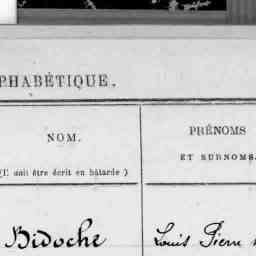 PHABÉTIQUE.
NOM.
PRÉNOMS
ET SURNOMS.
(Il doit être écrit en bâtarde)
Bidoche
Louis Pierre